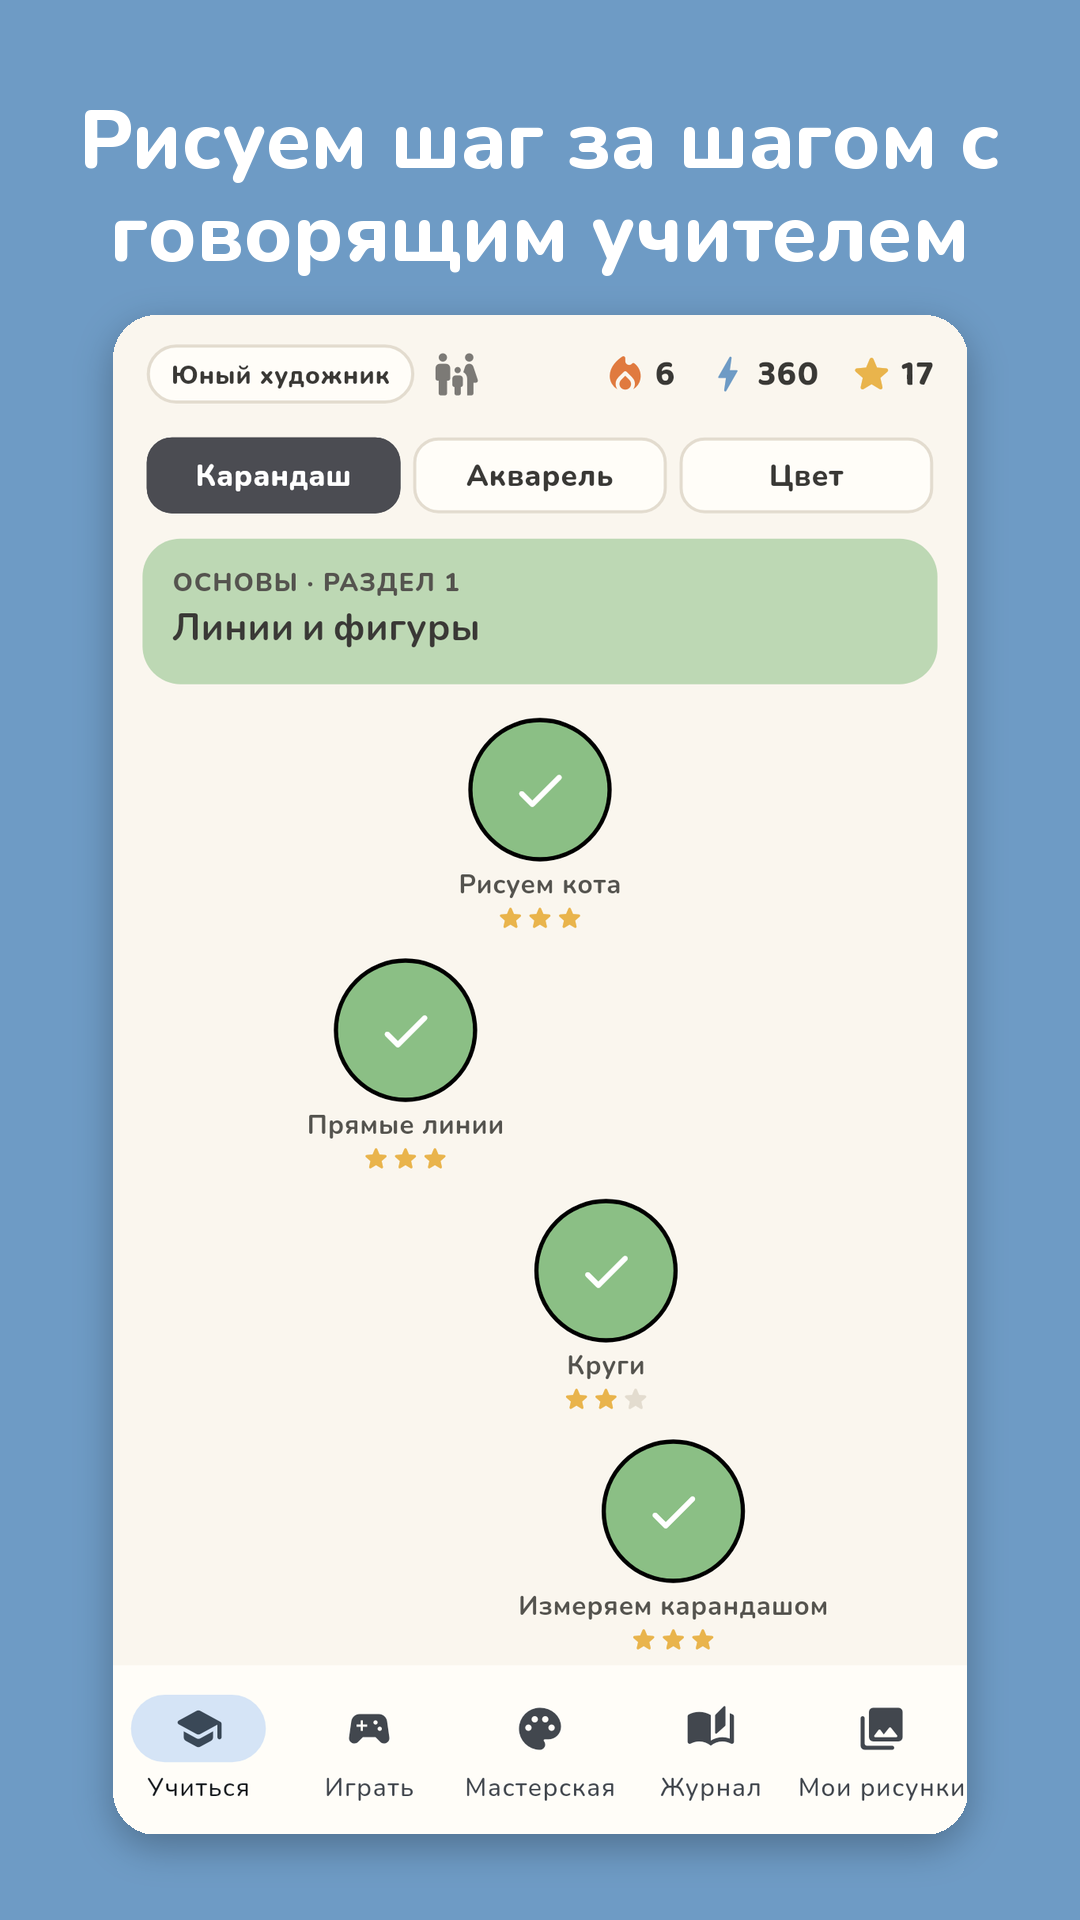 Рисуем шаг за шагом с
говорящим учителем
Юный художник
6
360
17
Карандаш
Акварель
Цвет
ОСНОВЫ · РАЗДЕЛ 1
Линии и фигуры
Рисуем кота
Прямые линии
Круги
Измеряем карандашом
Учиться
Играть
Мастерская
Журнал
Мои рисунки